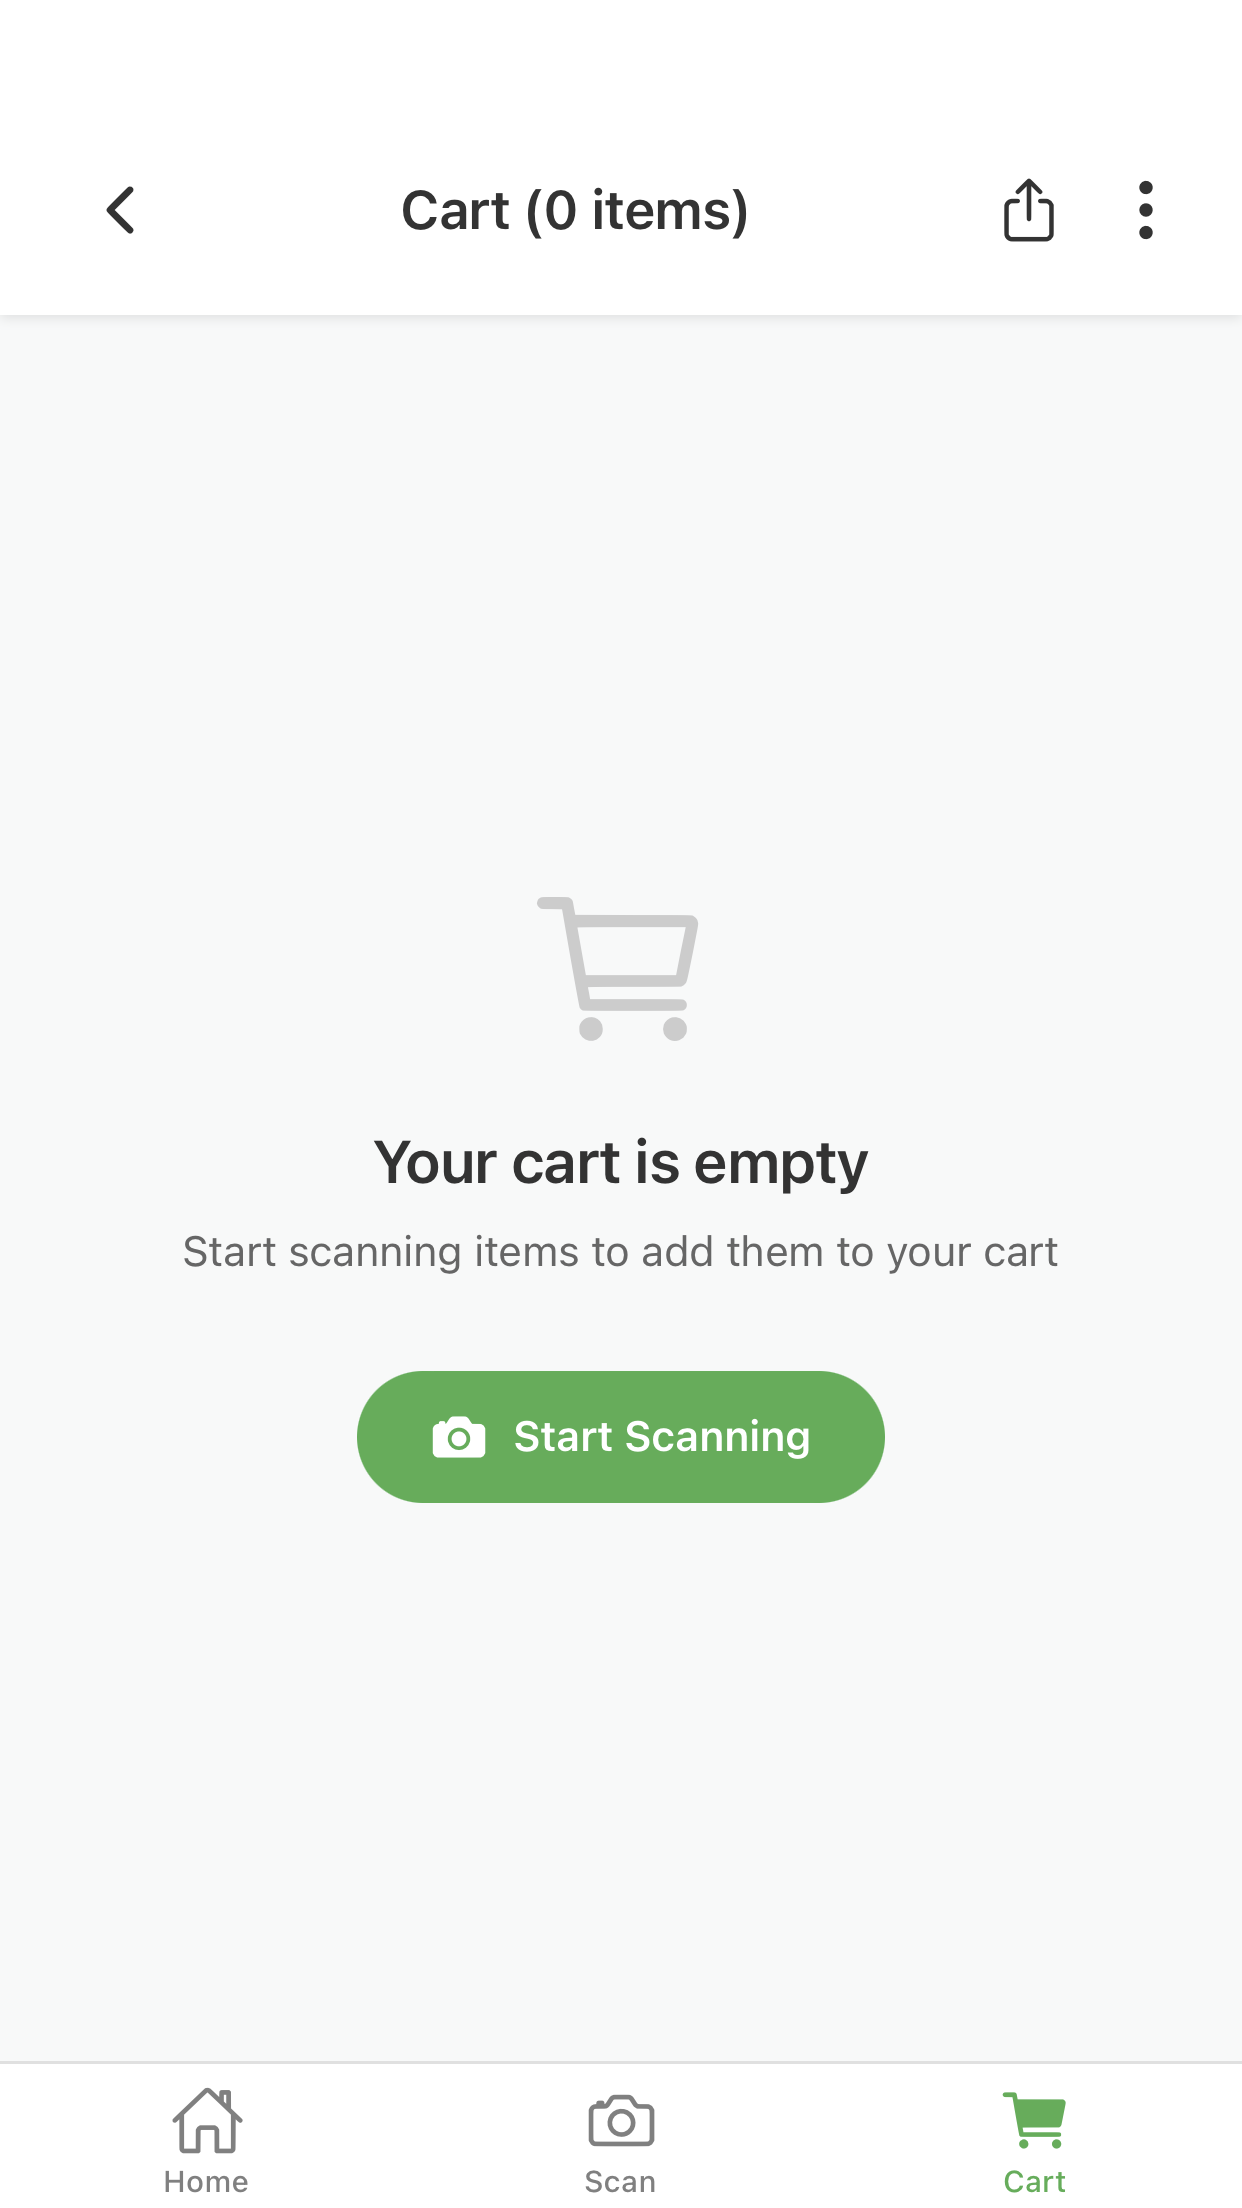 Cart (0 items)
Your cart is empty
Start scanning items to add them to your cart
Start Scanning
Home
Scan
Cart